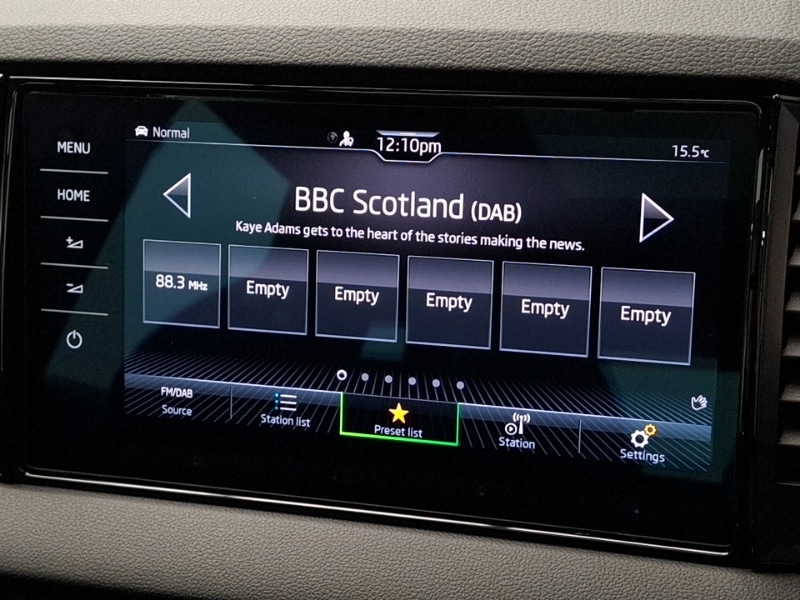 MENU
HOME
Normal
12:10pm
15.5°C
BBC Scotland (DAB)
Kaye Adams gets to the heart of the stories making the news.
88.3 MHz
Empty
Empty
Empty
Empty
Empty
FM/DAB
Source
Station list
Preset list
Station
Settings